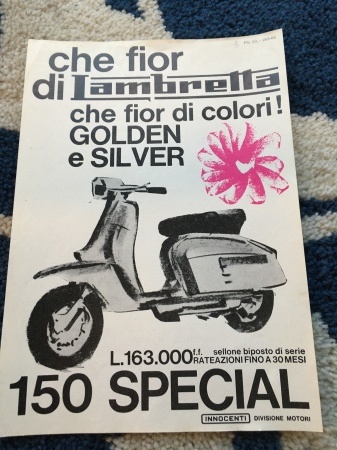 che fior
di Lambretta
che fior di colori!
GOLDEN
e SILVER
L.163.000 f.f. sellone biposto di serie
RATEAZIONI FINO A 30 MESI
150 SPECIAL
INNOCENTI DIVISIONE MOTORI